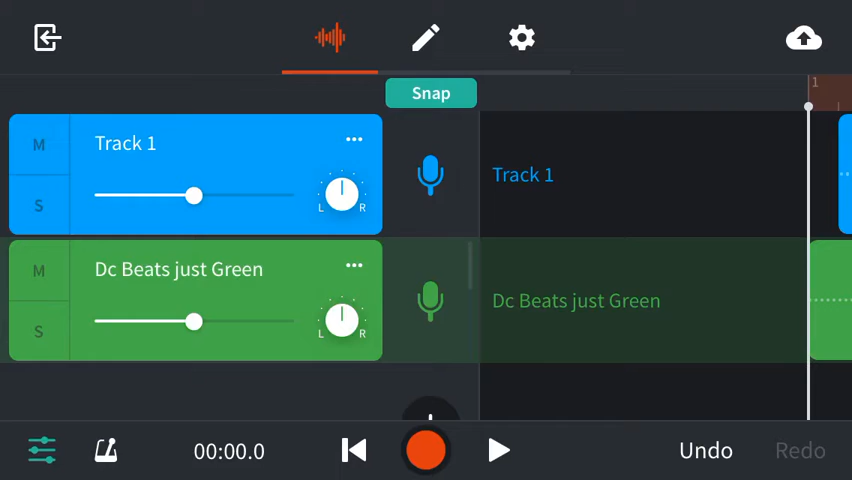 Snap
1
M
Track 1
S
L R
Track 1
M
Dc Beats just Green
S
L R
Dc Beats just Green
00:00.0
Undo
Redo